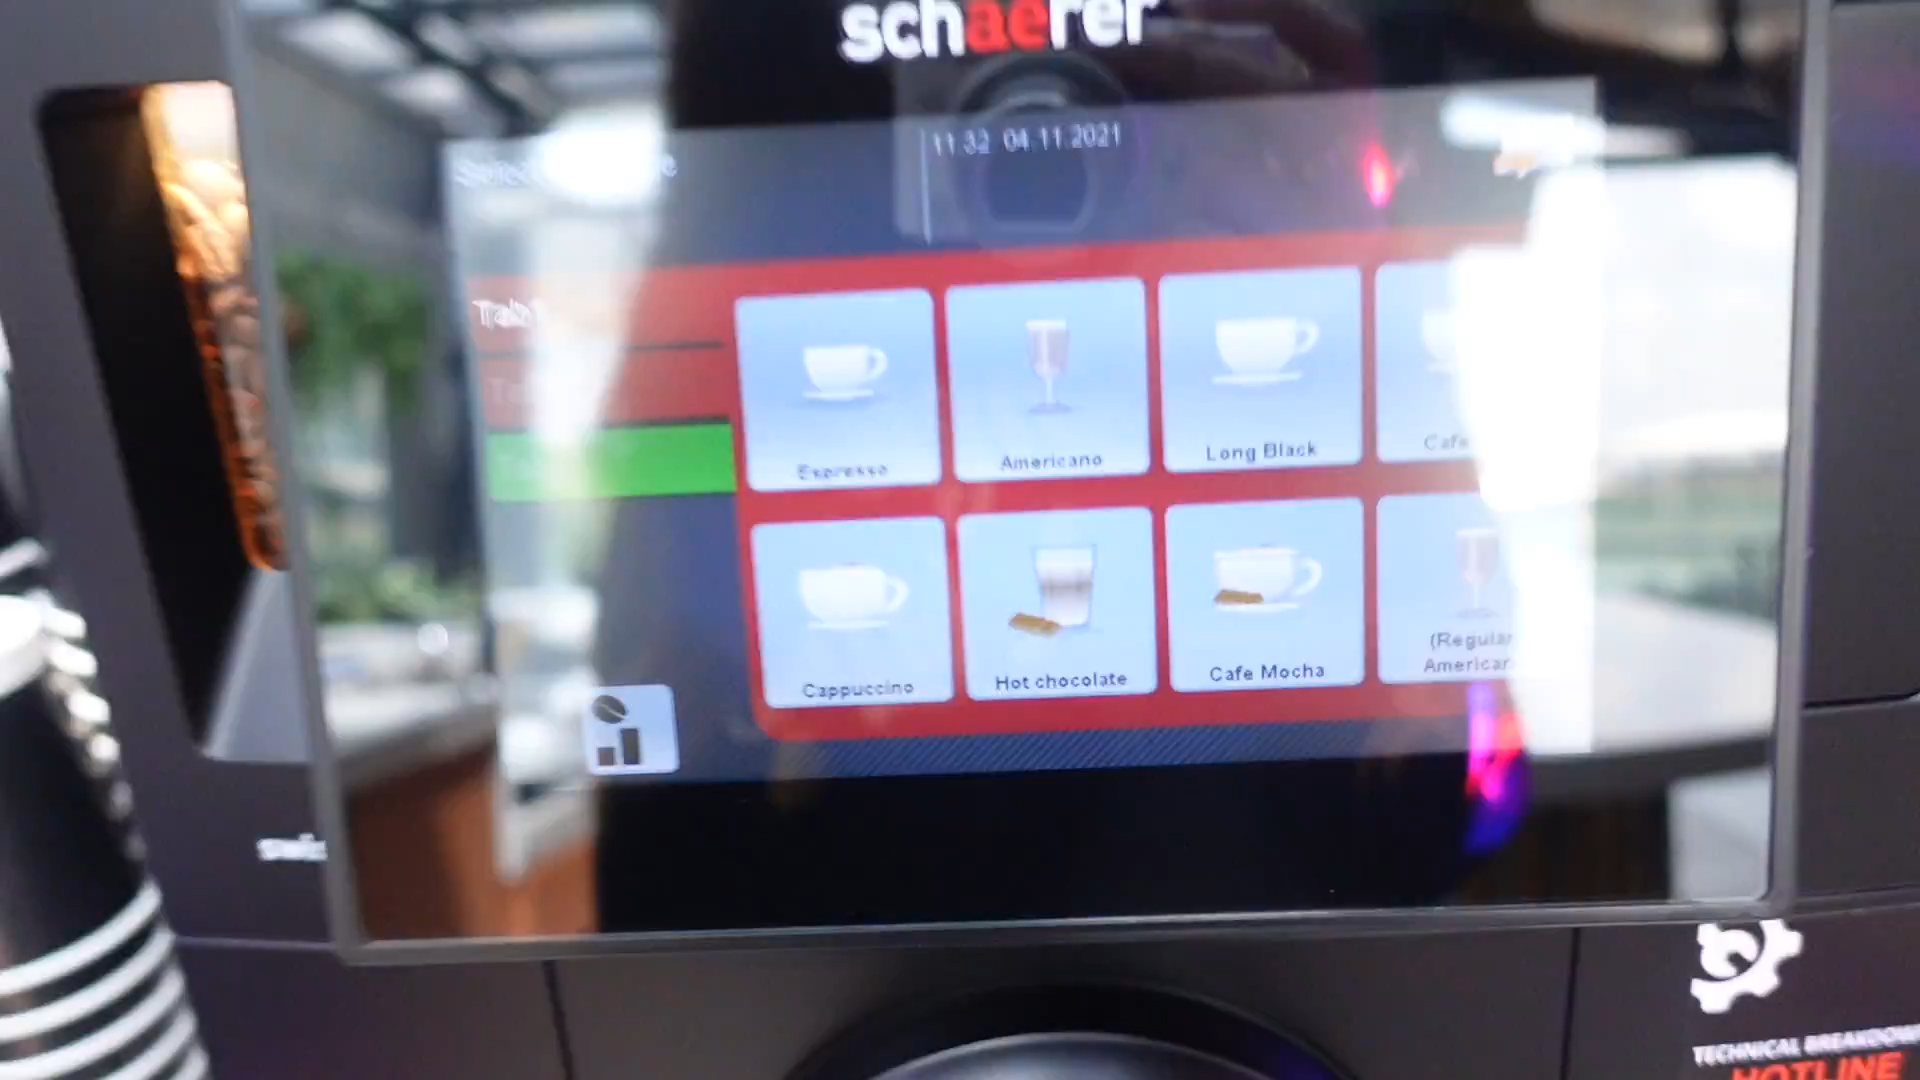 schaerer
11:32 04.11.2021
Espresso
Americano
Long Black
Cafe
Cappuccino
Hot chocolate
Cafe Mocha
(Regular
American
TECHNICAL BREAKDOWN
HOTLINE